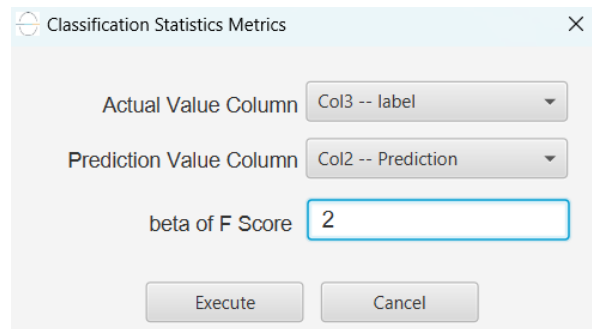 Classification Statistics Metrics
Actual Value Column Col3 -- label
Prediction Value Column Col2 -- Prediction
beta of F Score 2
Execute Cancel